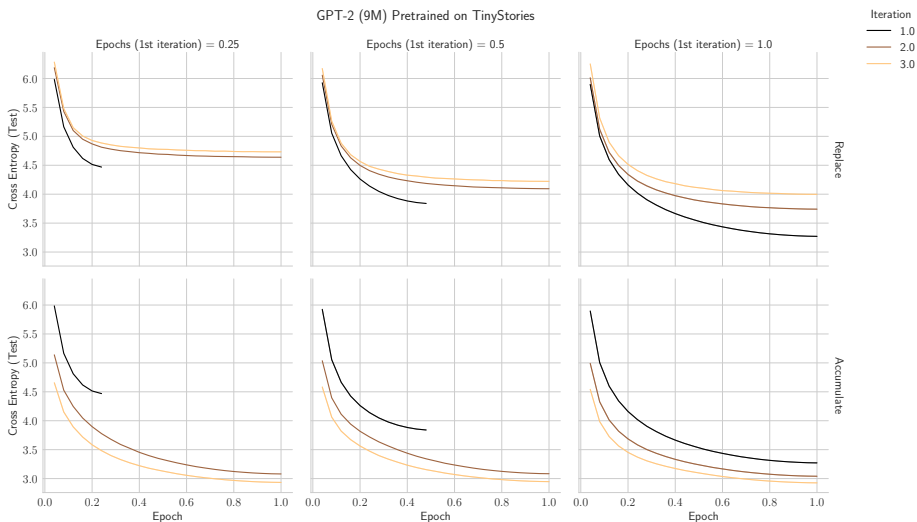 GPT-2 (9M) Pretrained on TinyStories
Iteration
1.0
2.0
3.0
Epochs (1st iteration) = 0.25
Epochs (1st iteration) = 0.5
Epochs (1st iteration) = 1.0
Cross Entropy (Test)
6.0
5.5
5.0
4.5
4.0
3.5
3.0
Replace
Cross Entropy (Test)
6.0
5.5
5.0
4.5
4.0
3.5
3.0
Accumulate
0.0 0.2 0.4 0.6 0.8 1.0
0.0 0.2 0.4 0.6 0.8 1.0
0.0 0.2 0.4 0.6 0.8 1.0
Epoch
Epoch
Epoch